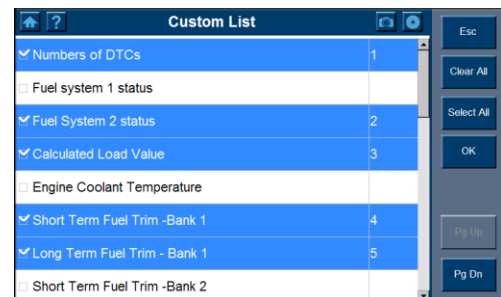 ? Custom List
Numbers of DTCs 1
Fuel system 1 status
Fuel System 2 status 2
Calculated Load Value 3
Engine Coolant Temperature
Short Term Fuel Trim -Bank 1 4
Long Term Fuel Trim - Bank 1 5
Short Term Fuel Trim -Bank 2
Esc
Clear All
Select All
OK
Pg Up
Pg Dn